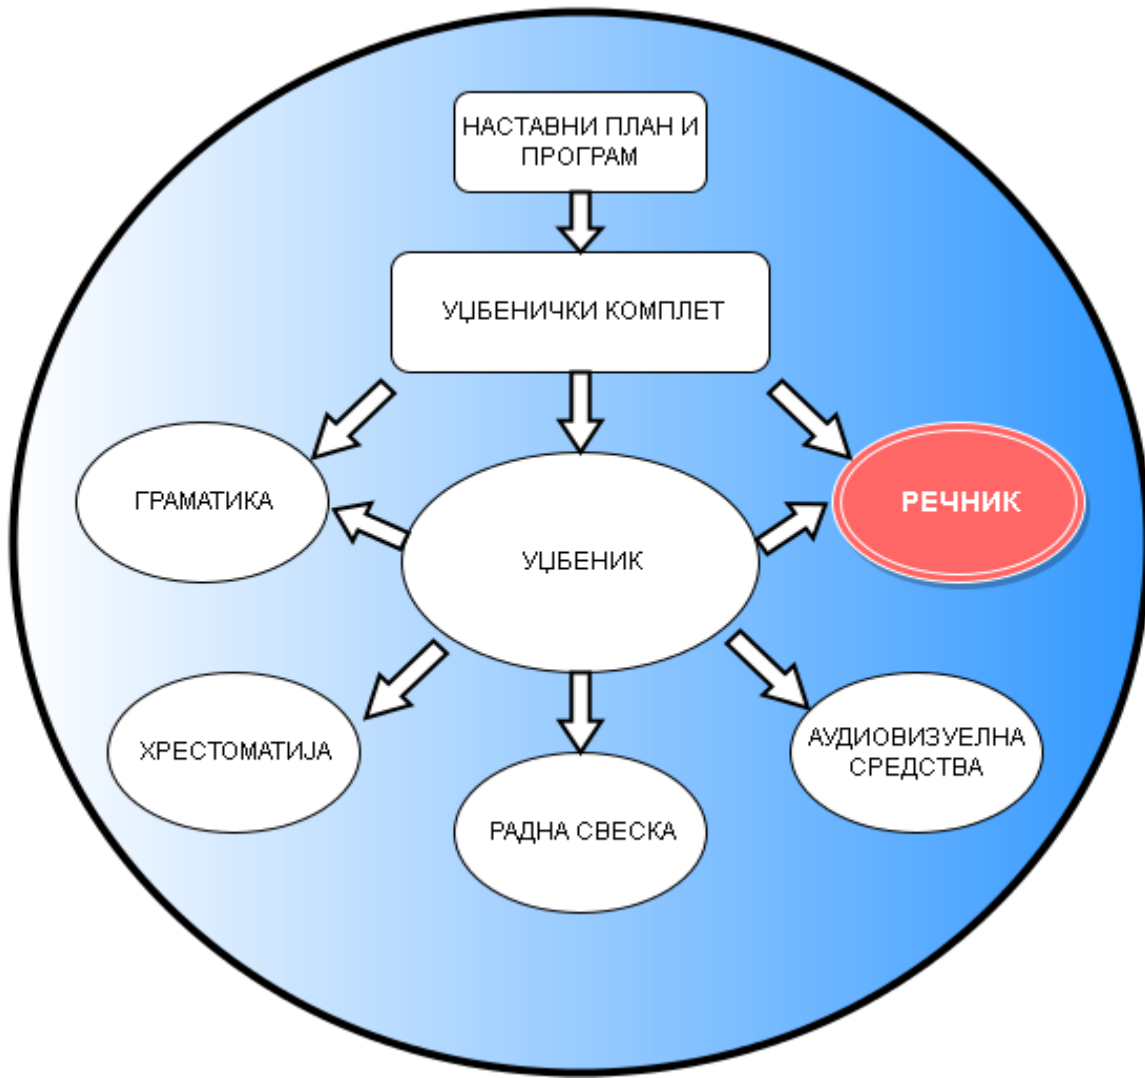 НАСТАВНИ ПЛАН И
ПРОГРАМ
УЏБЕНИЧКИ КОМПЛЕТ
ГРАМАТИКА
РЕЧНИК
УЏБЕНИК
ХРЕСТОМАТИЈА
АУДИОВИЗУЕЛНА
СРЕДСТВА
РАДНА СВЕСКА